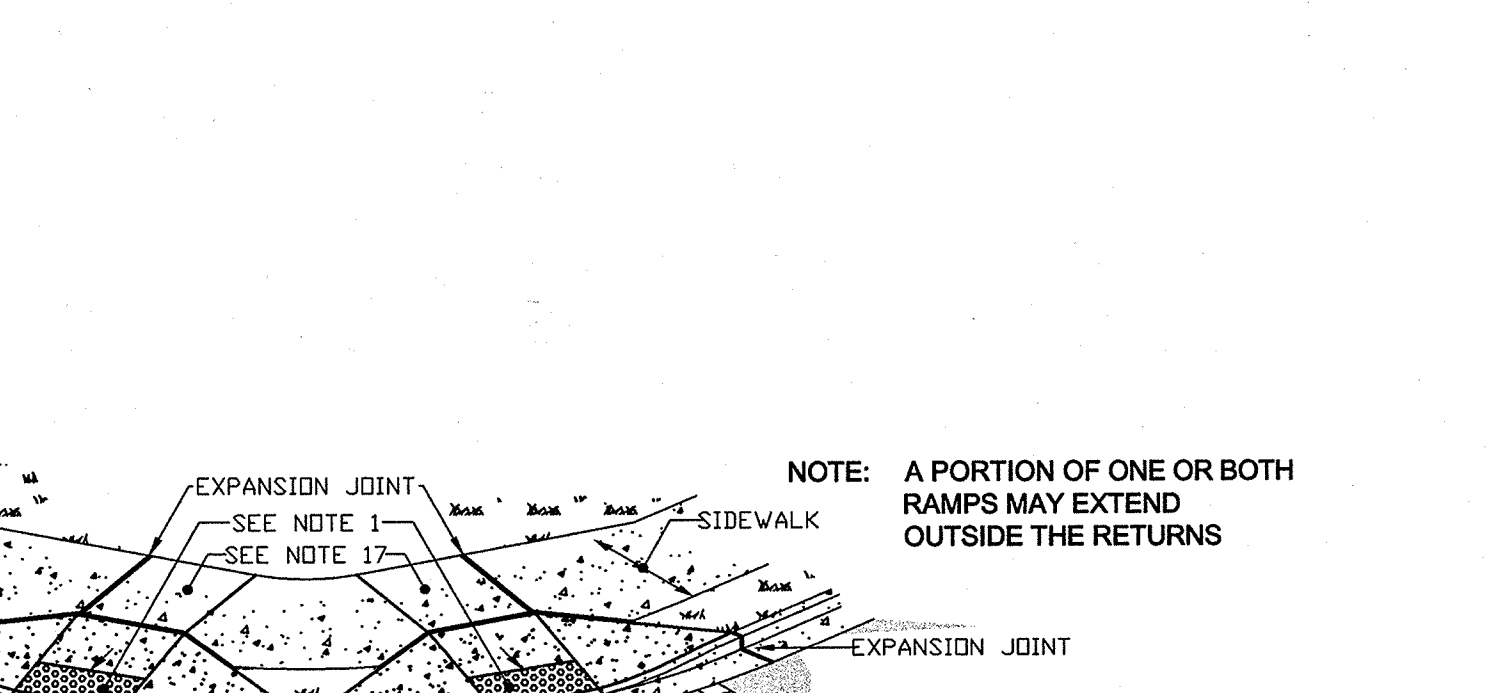 NOTE: A PORTION OF ONE OR BOTH
RAMPS MAY EXTEND
OUTSIDE THE RETURNS
EXPANSION JOINT
SEE NOTE 1
SEE NOTE 17
SIDEWALK
EXPANSION JOINT